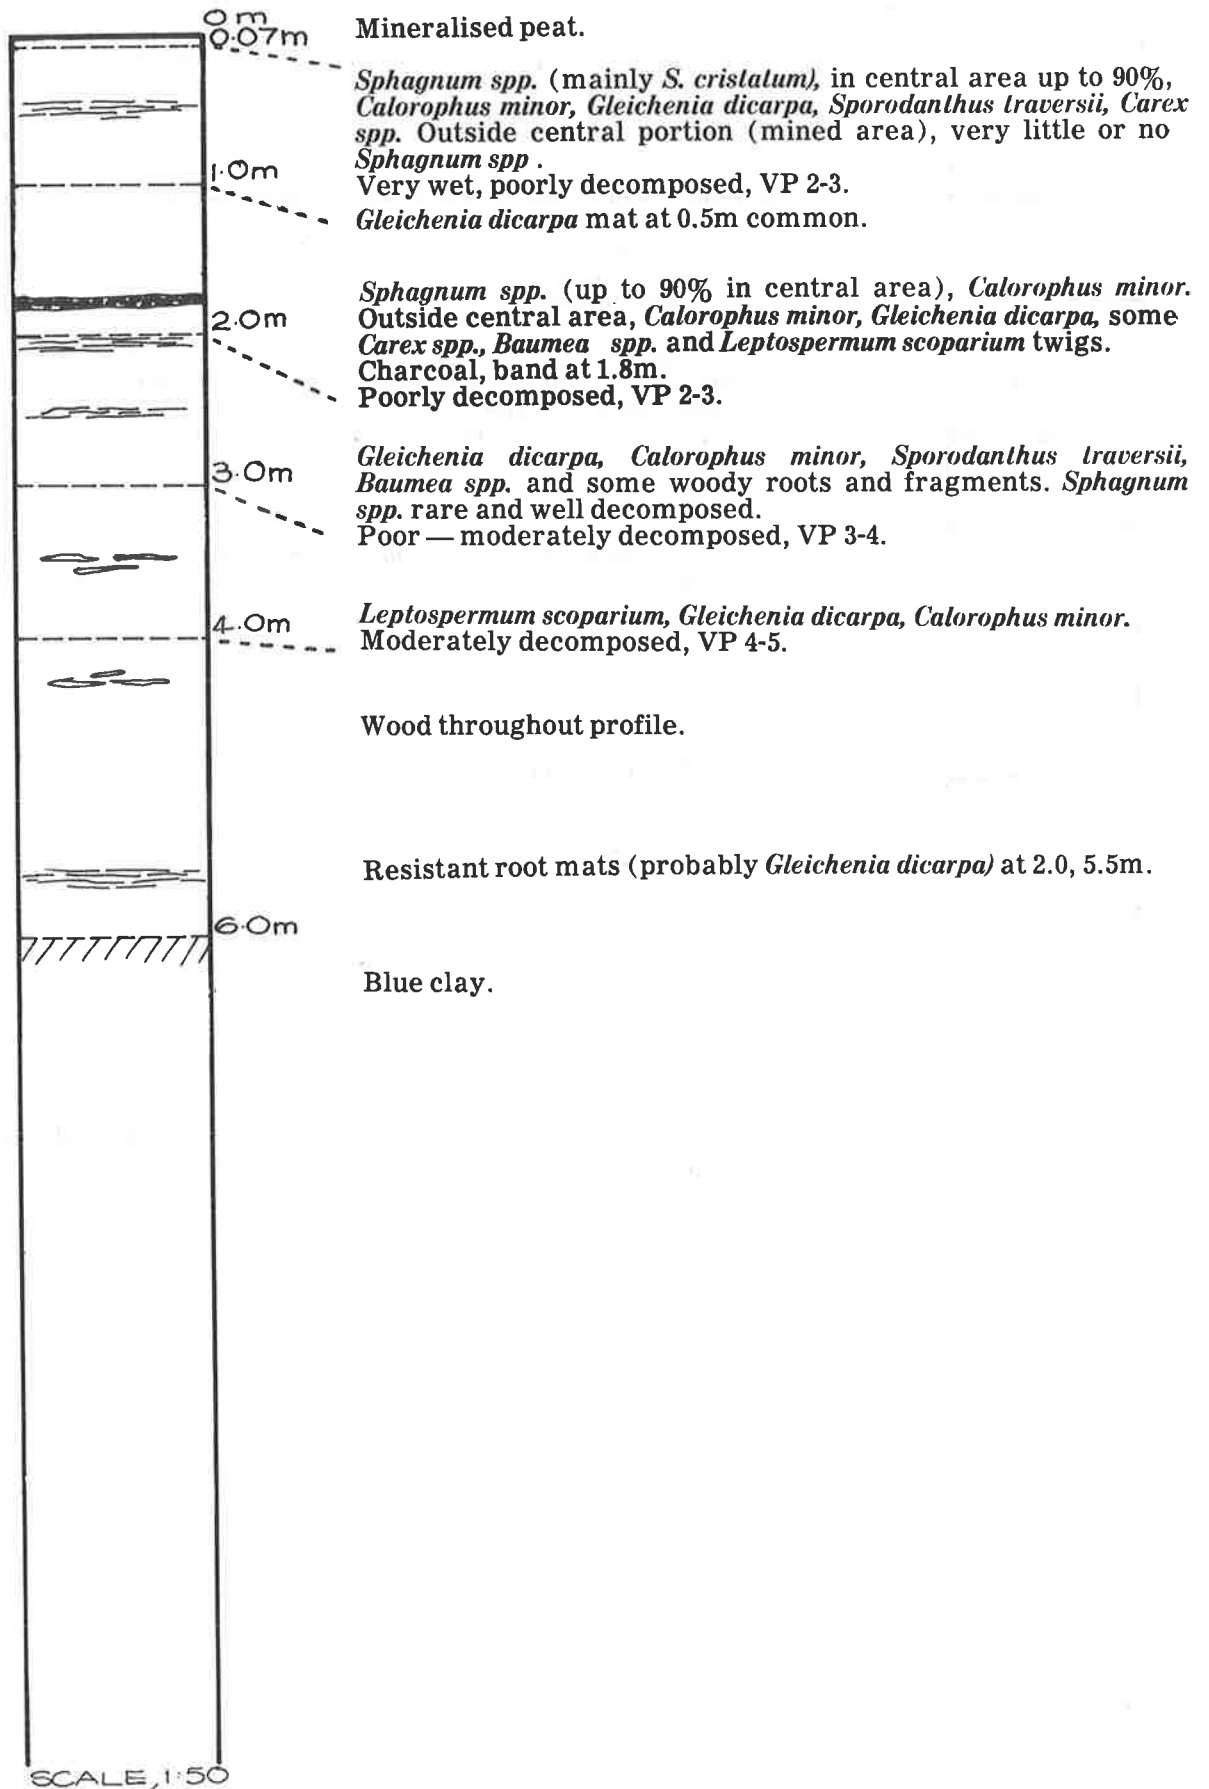 0m
0.07m
Mineralised peat.
Sphagnum spp. (mainly S. cristatum), in central area up to 90%,
Calorophus minor, Gleichenia dicarpa, Sporodanthus traversii, Carex
spp. Outside central portion (mined area), very little or no
Sphagnum spp .
1.0m
Very wet, poorly decomposed, VP 2-3.
Gleichenia dicarpa mat at 0.5m common.
Sphagnum spp. (up to 90% in central area), Calorophus minor.
2.0m
Outside central area, Calorophus minor, Gleichenia dicarpa, some
Carex spp., Baumea spp. and Leptospermum scoparium twigs.
Charcoal, band at 1.8m.
Poorly decomposed, VP 2-3.
Gleichenia dicarpa, Calorophus minor, Sporodanthus traversii,
3.0m
Baumea spp. and some woody roots and fragments. Sphagnum
spp. rare and well decomposed.
Poor — moderately decomposed, VP 3-4.
4.0m
Leptospermum scoparium, Gleichenia dicarpa, Calorophus minor.
Moderately decomposed, VP 4-5.
Wood throughout profile.
Resistant root mats (probably Gleichenia dicarpa) at 2.0, 5.5m.
6.0m
Blue clay.
SCALE, 1:50